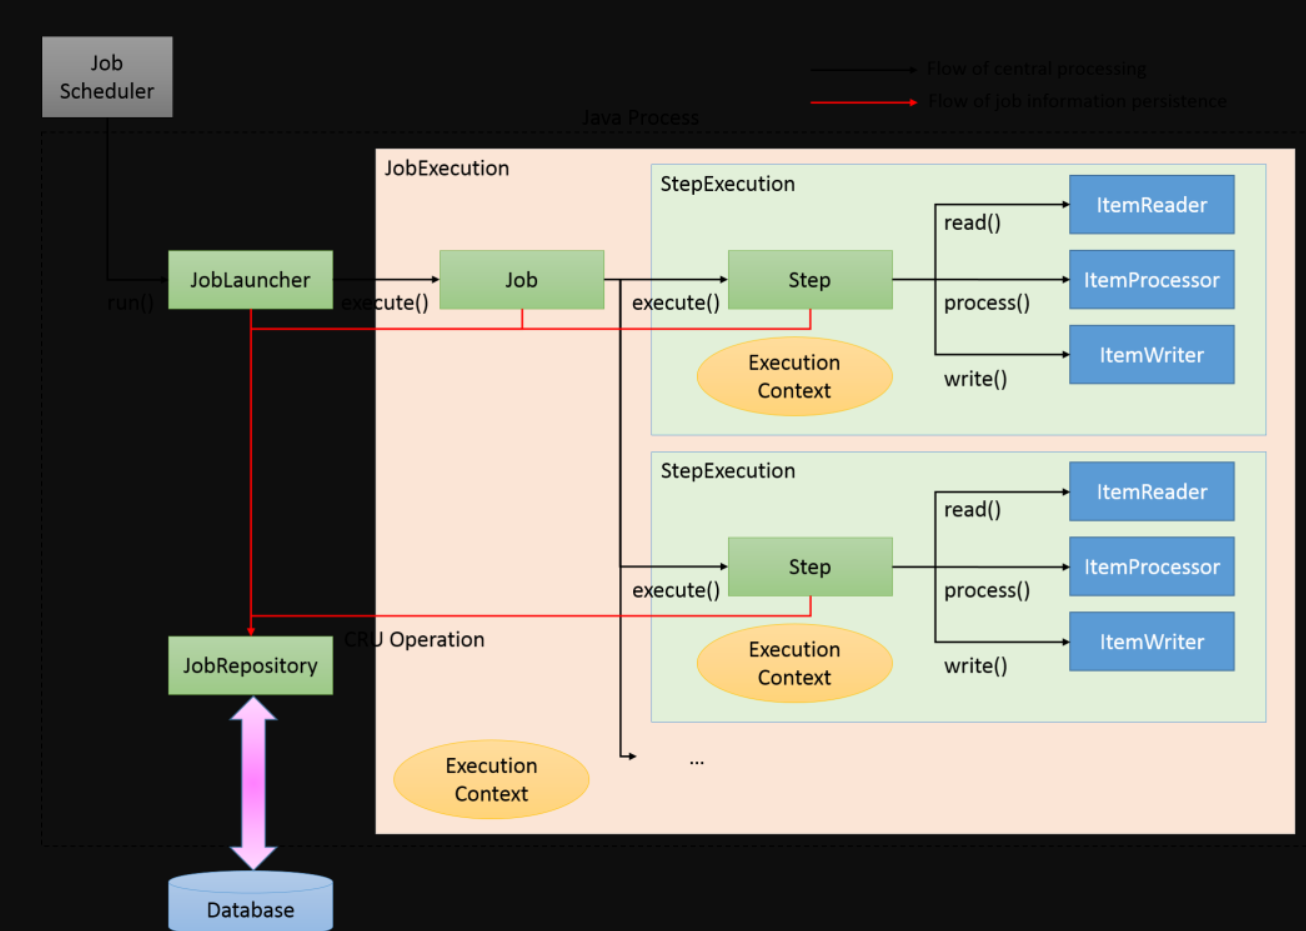 Job
Scheduler
Flow of central processing
Flow of job information persistence
Java Process
JobExecution
StepExecution
ItemReader
read()
JobLauncher
Job
Step
ItemProcessor
run()
execute()
execute()
process()
ItemWriter
Execution
Context
write()
StepExecution
ItemReader
read()
Step
ItemProcessor
execute()
process()
CRU Operation
ItemWriter
JobRepository
Execution
Context
write()
...
Execution
Context
Database